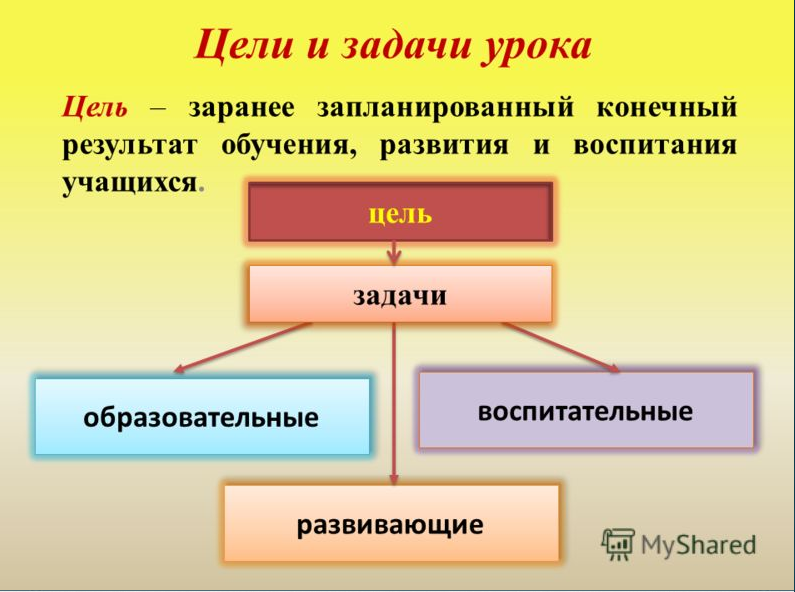 Цели и задачи урока
Цель – заранее запланированный конечный
результат обучения, развития и воспитания
учащихся.
цель
задачи
образовательные
воспитательные
развивающие
MyShared